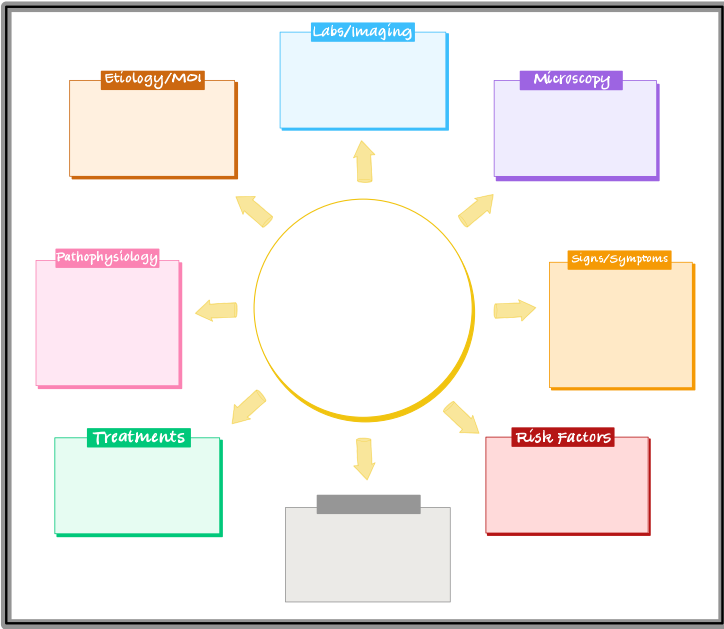 Labs/Imaging
Etiology/MOI
Microscopy
Pathophysiology
Signs/Symptoms
Treatments
Risk Factors